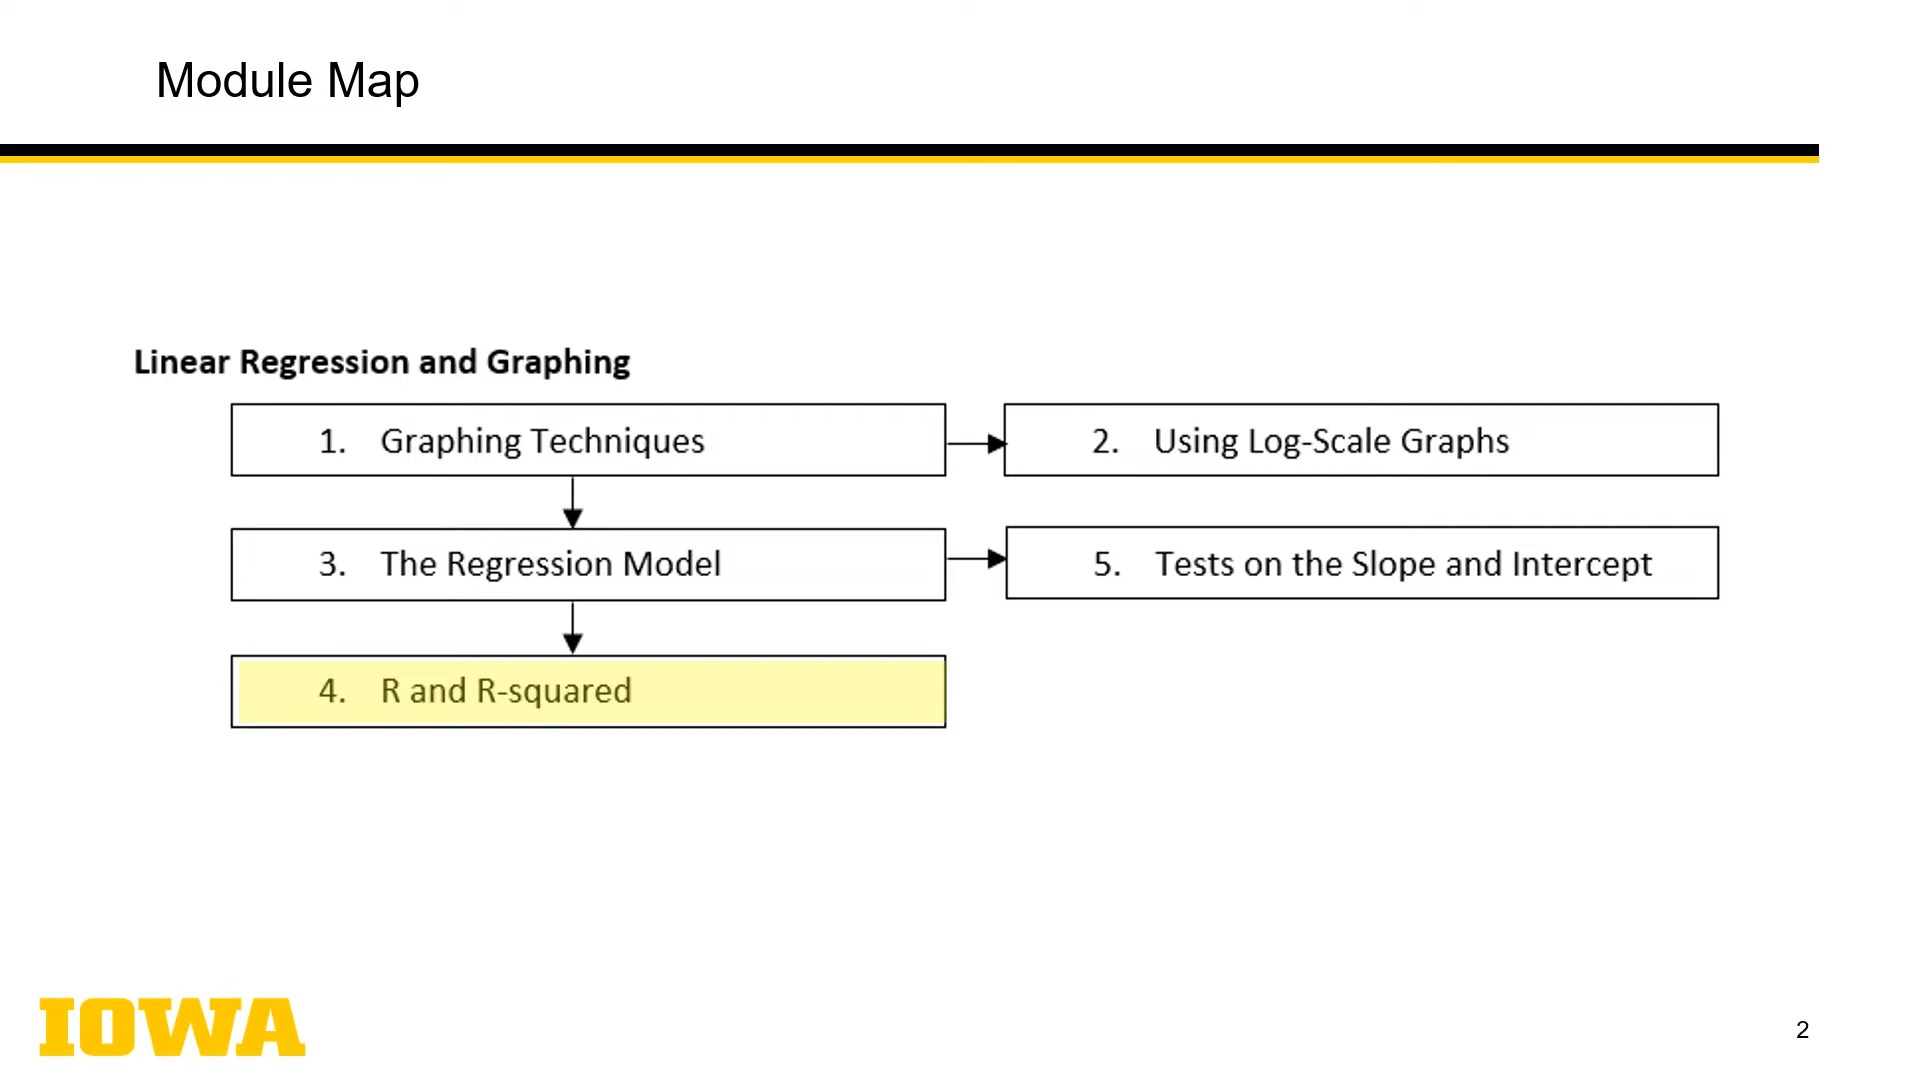 Module Map
Linear Regression and Graphing
1. Graphing Techniques
2. Using Log-Scale Graphs
3. The Regression Model
5. Tests on the Slope and Intercept
4. R and R-squared
IOWA
2